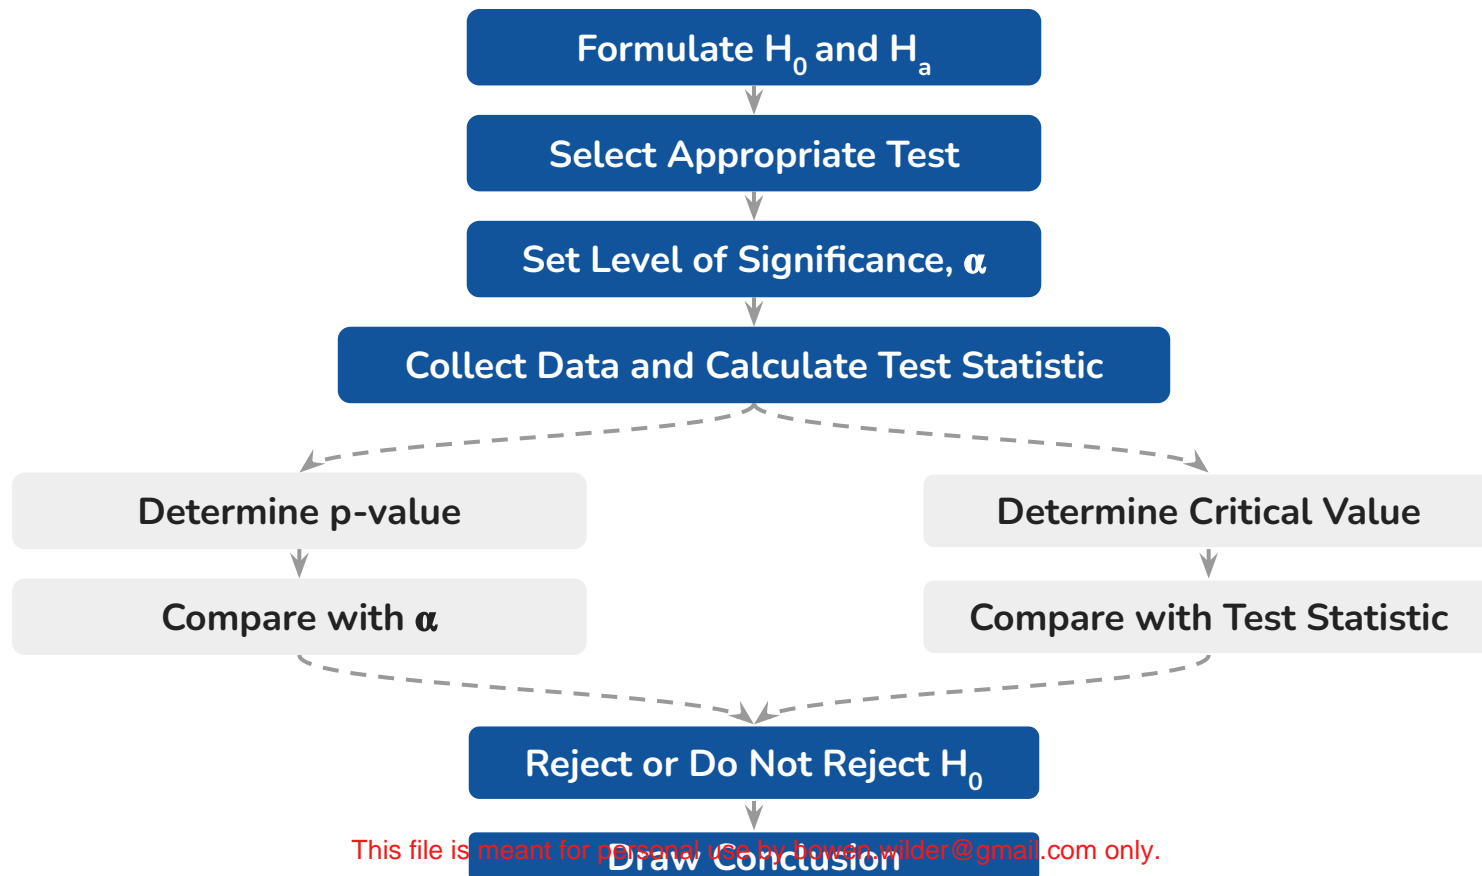 Formulate H0 and Ha
Select Appropriate Test
Set Level of Significance, α
Collect Data and Calculate Test Statistic
Determine p-value
Compare with α
Determine Critical Value
Compare with Test Statistic
Reject or Do Not Reject H0
Draw Conclusion
This file is meant for personal use by bowen.wilder@gmail.com only.